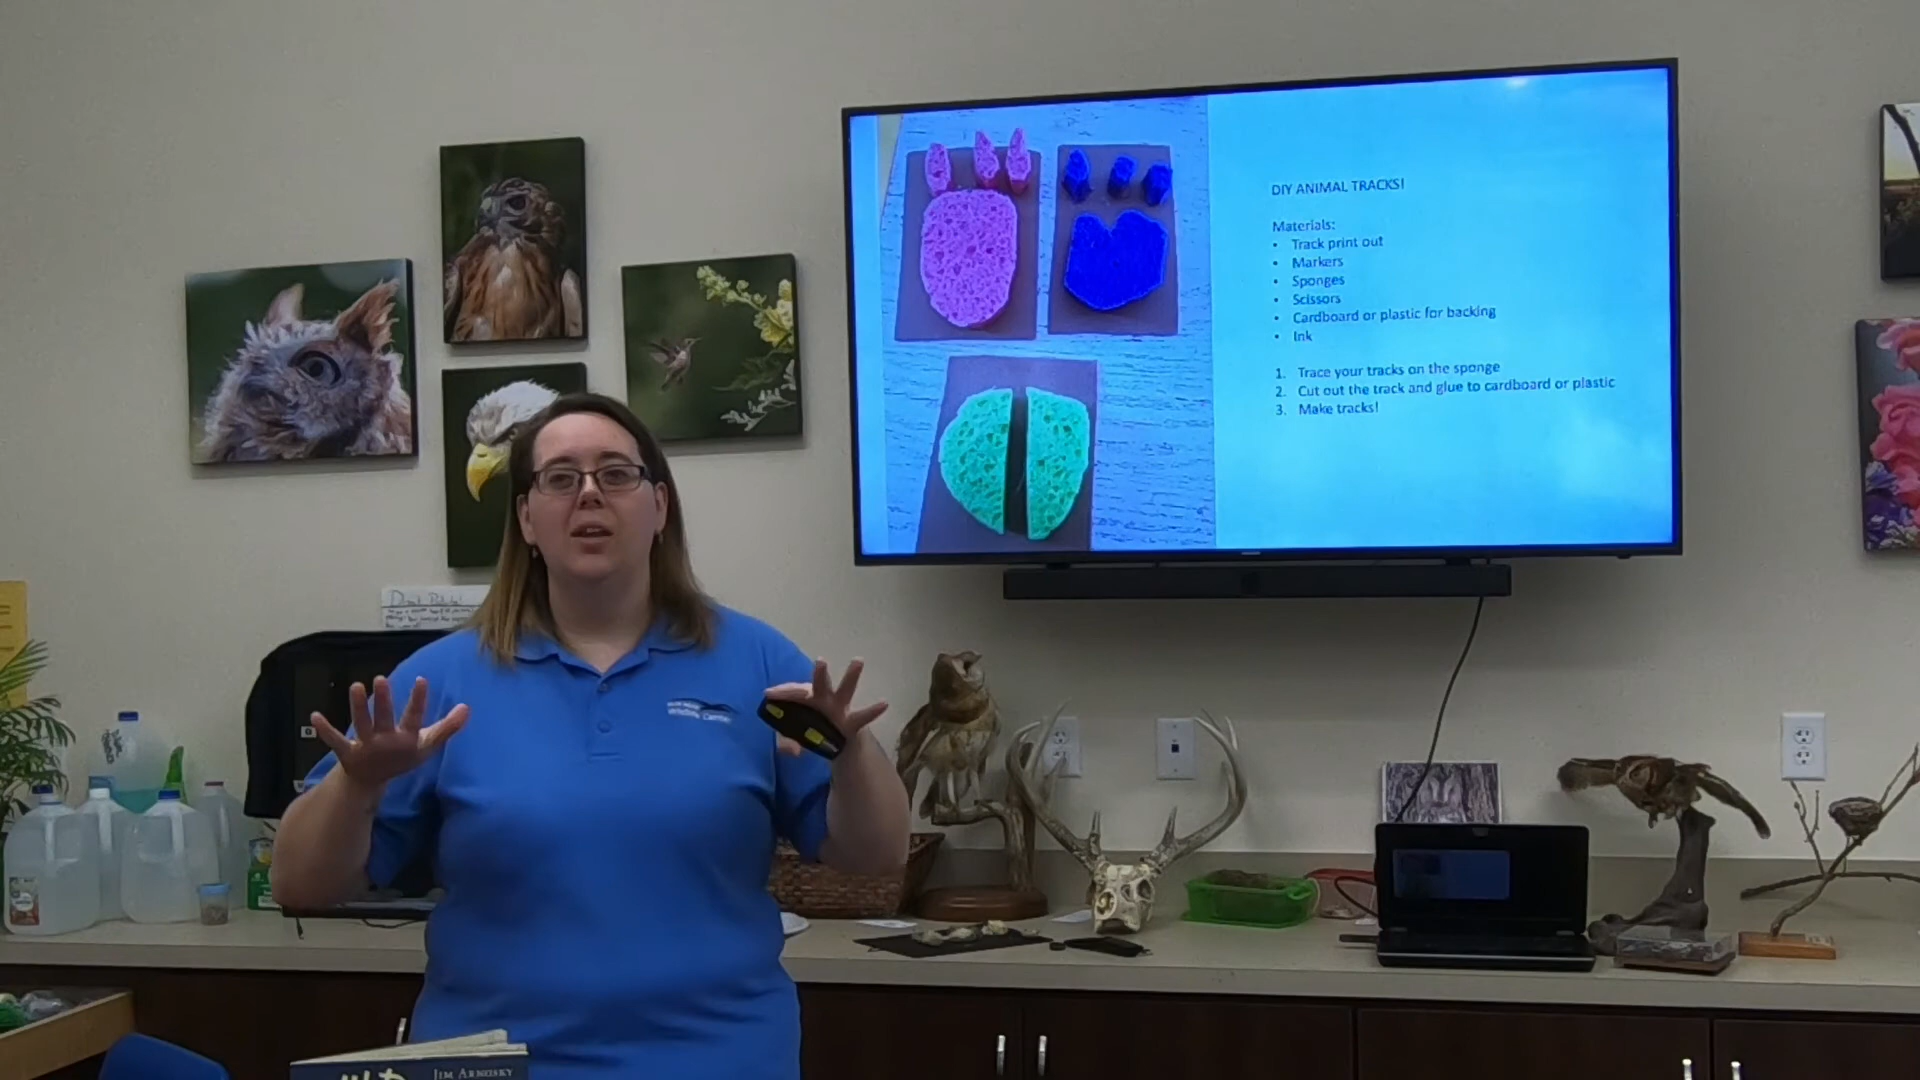 DIY ANIMAL TRACKS!
Materials:
• Track print out
• Markers
• Sponges
• Scissors
• Cardboard or plastic for backing
• Ink
1. Trace your tracks on the sponge
2. Cut out the track and glue to cardboard or plastic
3. Make tracks!
Wildlife Center
JIM ARNOSKY